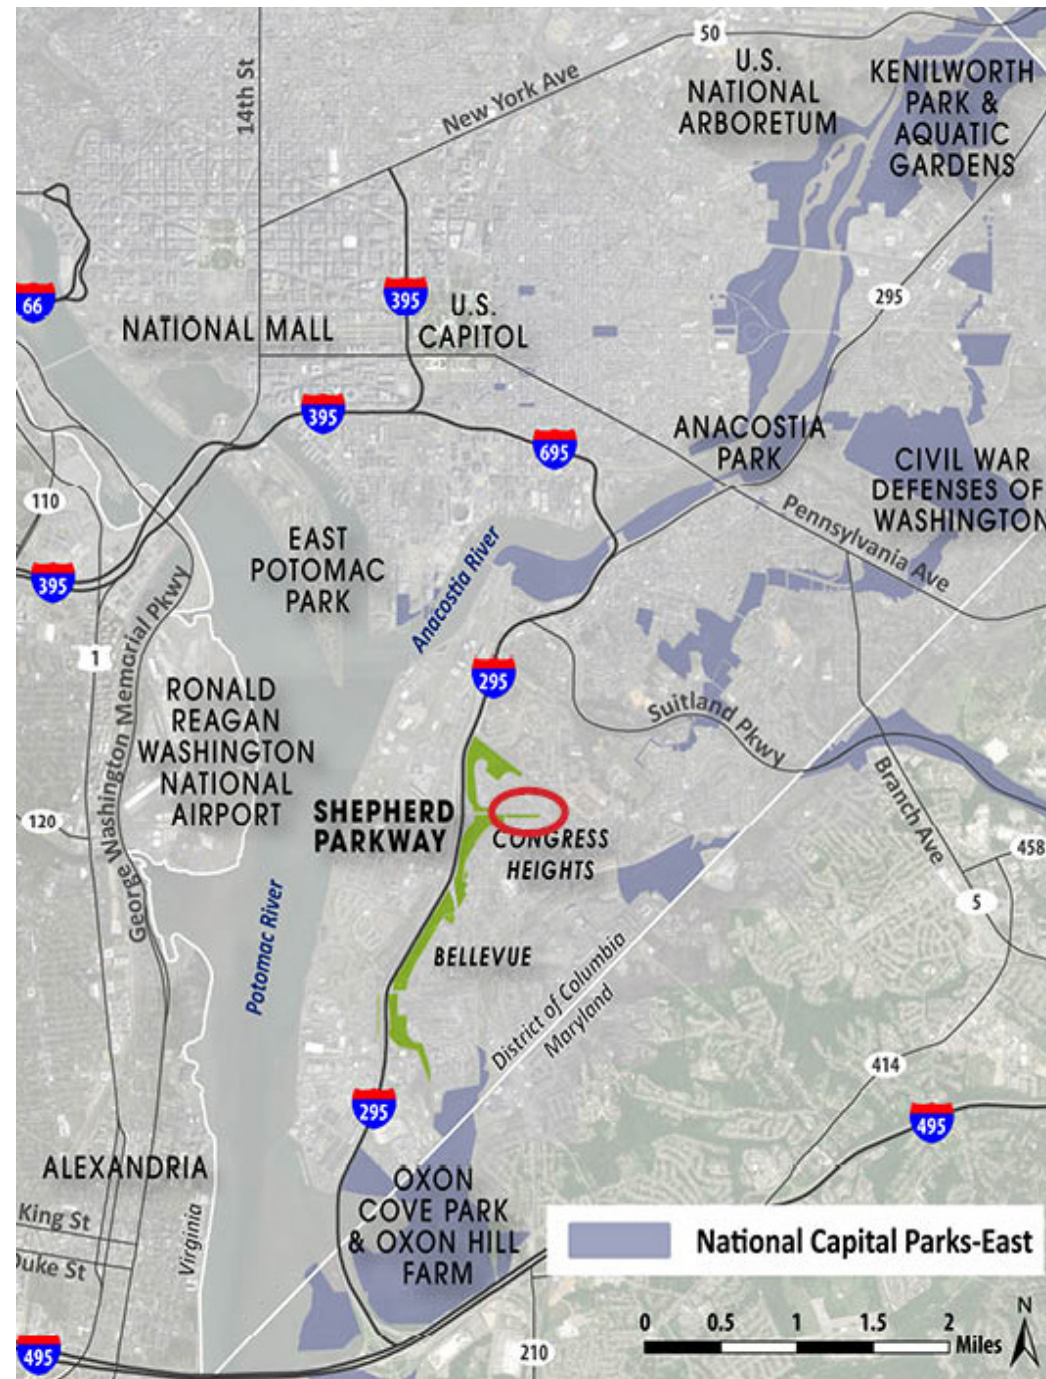 50
U.S.
NATIONAL
ARBORETUM
KENILWORTH
PARK &
AQUATIC
GARDENS
14th St
New York Ave
66
395
295
NATIONAL MALL
U.S.
CAPITOL
395
695
ANACOSTIA
PARK
CIVIL WAR
DEFENSES OF
WASHINGTON
110
Pennsylvania Ave
EAST
POTOMAC
PARK
Anacostia River
395
George Washington Memorial Pkwy
1
295
RONALD
REAGAN
WASHINGTON
NATIONAL
AIRPORT
Suitland Pkwy
Branch Ave
120
SHEPHERD
PARKWAY
CONGRESS
HEIGHTS
458
5
Potomac River
BELLEVUE
District of Columbia
Maryland
414
295
495
ALEXANDRIA
King St
Duke St
Virginia
OXON
COVE PARK
& OXON HILL
FARM
National Capital Parks-East
495
210
0 0.5 1 1.5 2
Miles
N